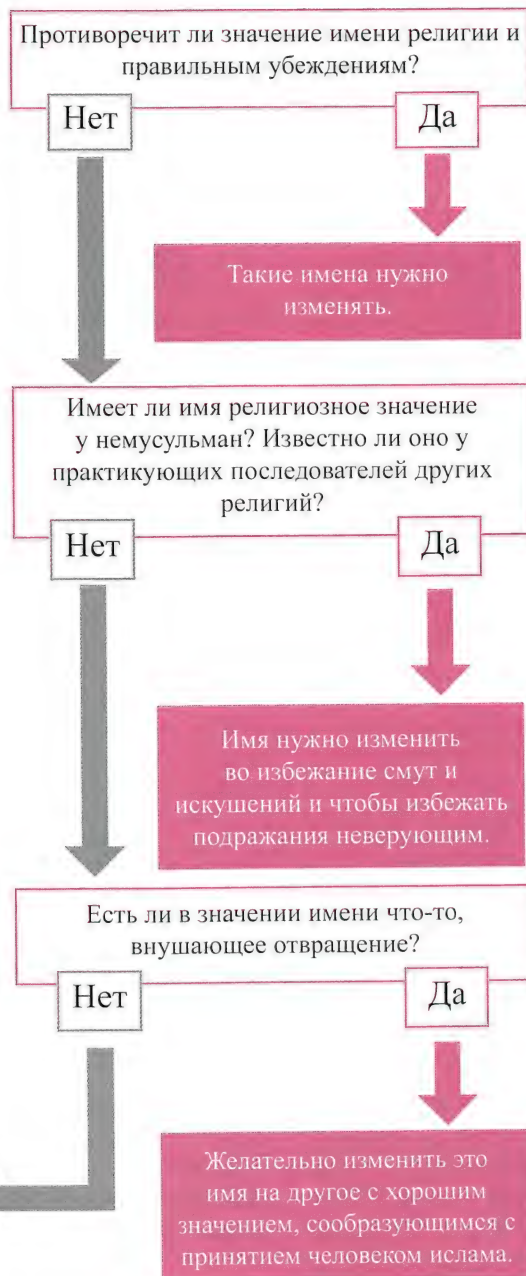 Противоречит ли значение имени религии и
правильным убеждениям?
Нет
Да
Такие имена нужно
изменять.
Имеет ли имя религиозное значение
у немусульман? Известно ли оно у
практикующих последователей других
религий?
Нет
Да
Имя нужно изменить
во избежание смут и
искушений и чтобы избежать
подражания неверующим.
Есть ли в значении имени что-то,
внушающее отвращение?
Нет
Да
Желательно изменить это
имя на другое с хорошим
значением, сообразующимся с
принятием человеком ислама.